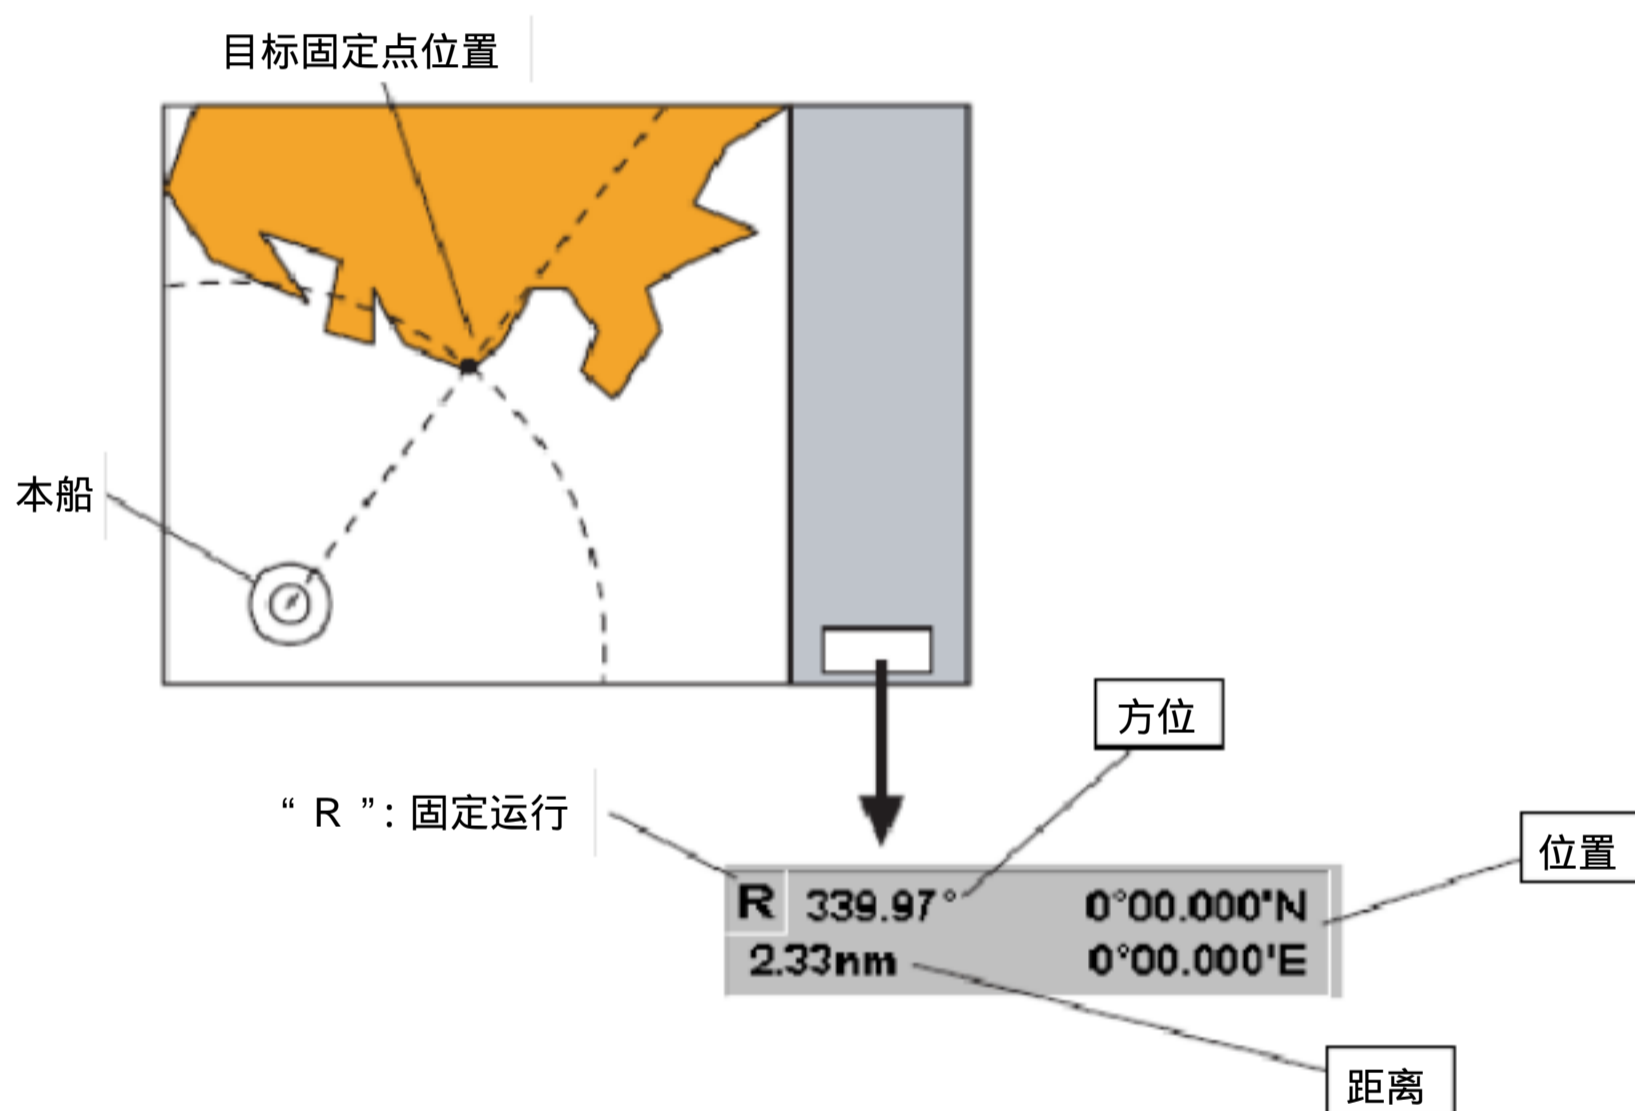 目标固定点位置
本船
方位
“ R ”: 固定运行
位置
R 339.97° 0°00.000'N
2.33nm 0°00.000'E
距离